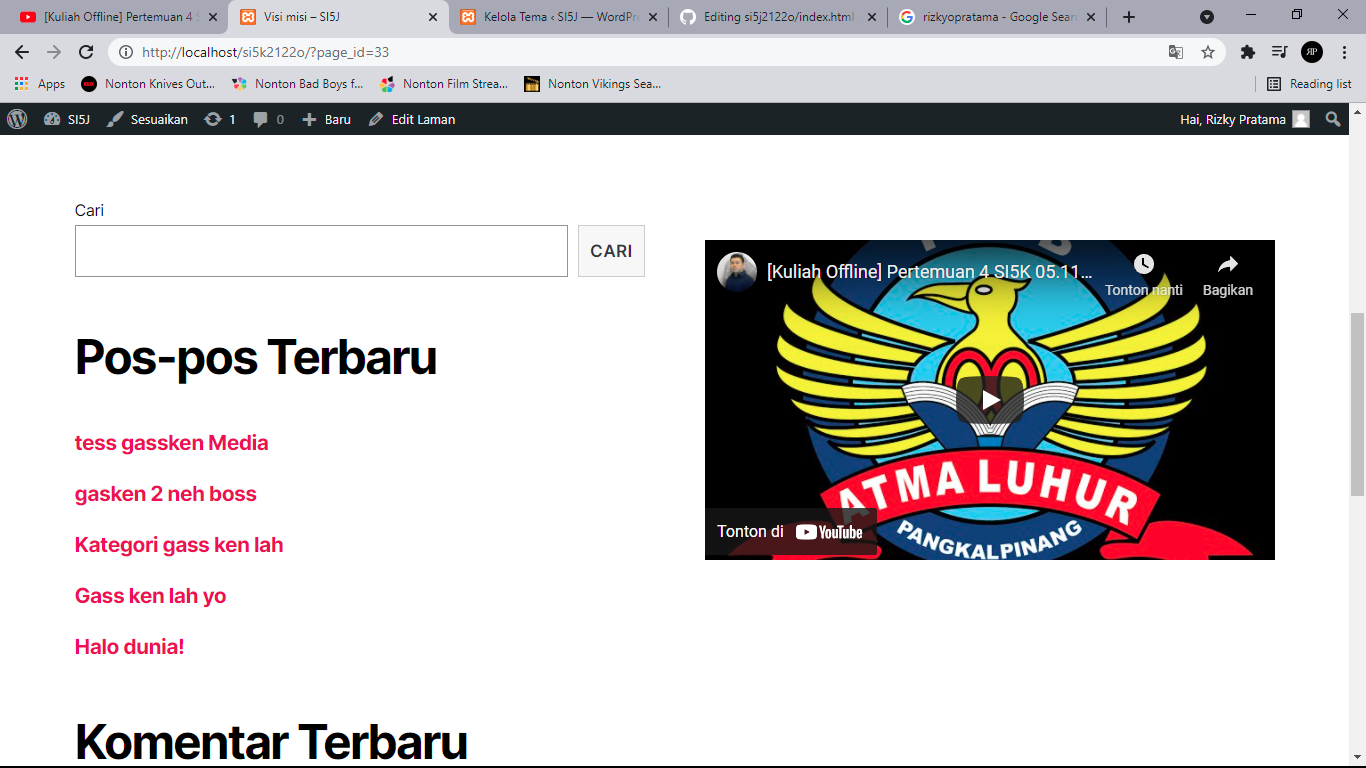 [Kuliah Offline] Pertemuan 4 S
Visi misi – SI5J
Kelola Tema ‹ SI5J — WordPre
Editing si5j2122o/index.html
rizkyopratama - Google Sear
http://localhost/si5k2122o/?page_id=33
ЯP
Apps
Nonton Knives Out...
Nonton Bad Boys f...
Nonton Film Strea...
Nonton Vikings Sea...
Reading list
SI5J
Sesuaikan
1
0
Baru
Edit Laman
Hai, Rizky Pratama
Cari
CARI
[Kuliah Offline] Pertemuan 4 SI5K 05.11...
Tonton nanti
Bagikan
ATMA LUHUR
PANGKALPINANG
Tonton di YouTube
Pos-pos Terbaru
tess gassken Media
gasken 2 neh boss
Kategori gass ken lah
Gass ken lah yo
Halo dunia!
Komentar Terbaru